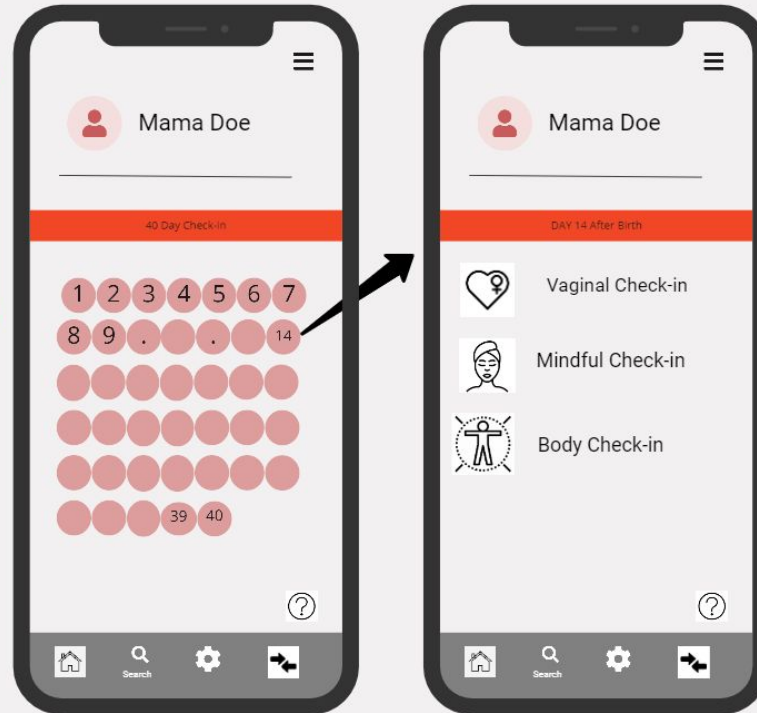 Mama Doe
40 Day Check-in
1 2 3 4 5 6 7
8 9 . . 14
39 40
?
Search
Mama Doe
DAY 14 After Birth
Vaginal Check-in
Mindful Check-in
Body Check-in
?
Search